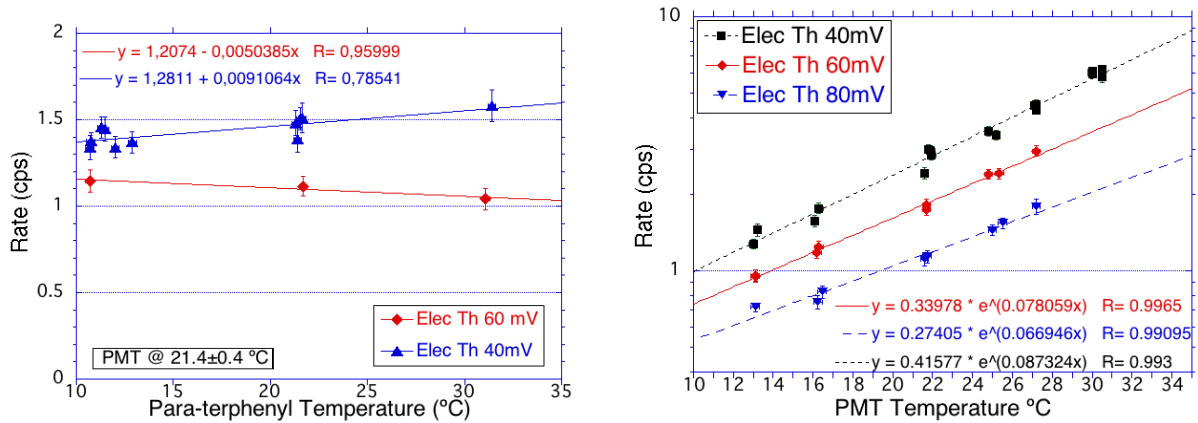 y = 1,2074 - 0,0050385x R= 0,95999
y = 1,2811 + 0,0091064x R= 0,78541
2
1.5
1
0.5
0
Rate (cps)
Elec Th 60 mV
Elec Th 40mV
PMT @ 21.4±0.4 ºC
10 15 20 25 30 35
Para-terphenyl Temperature (ºC)
10
1
Rate (cps)
Elec Th 40mV
Elec Th 60mV
Elec Th 80mV
y = 0.33978 * e^(0.078059x) R= 0.9965
y = 0.27405 * e^(0.066946x) R= 0.99095
y = 0.41577 * e^(0.087324x) R= 0.993
10 12 14 16 18 20 22 24 26 28 30 32 34
PMT Temperature ºC